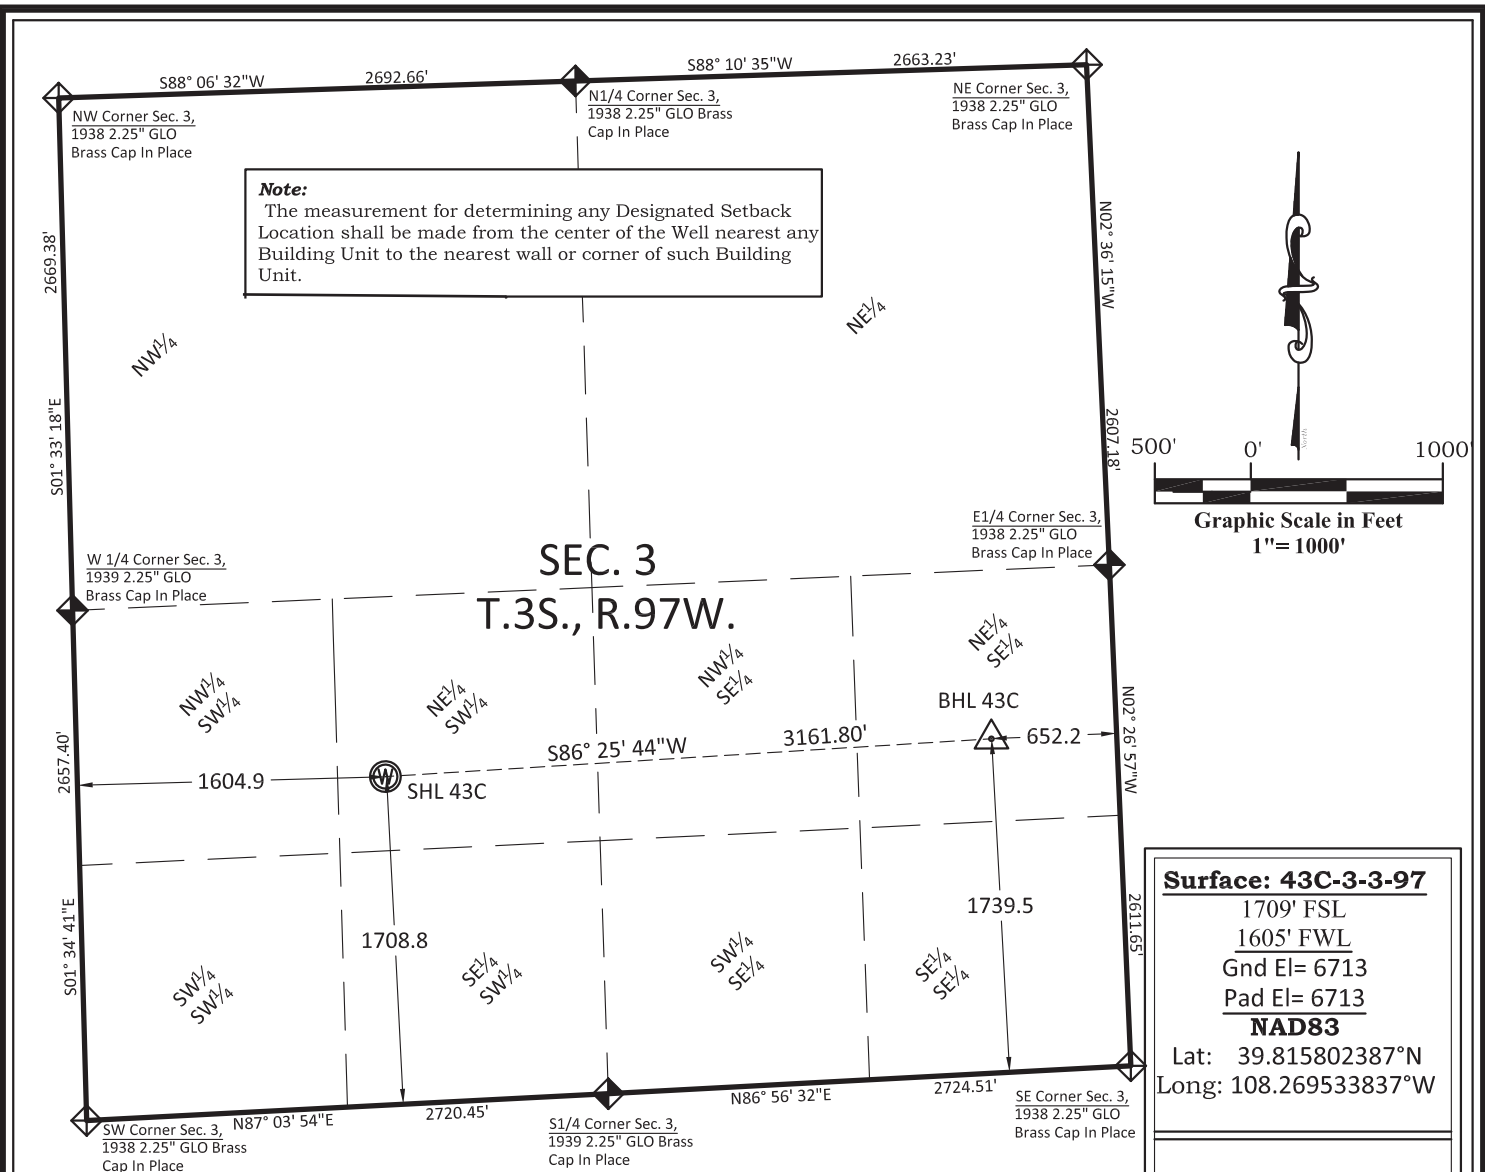 S88° 06' 32"W
2692.66'
S88° 10' 35"W
2663.23'
NW Corner Sec. 3,
1938 2.25" GLO
Brass Cap In Place
N1/4 Corner Sec. 3,
1938 2.25" GLO Brass
Cap In Place
NE Corner Sec. 3,
1938 2.25" GLO
Brass Cap In Place
Note:
The measurement for determining any Designated Setback
Location shall be made from the center of the Well nearest any
Building Unit to the nearest wall or corner of such Building
Unit.
2669.38'
S01° 33' 18"E
NW¼
NE¼
N02° 36' 15"W
2607.18'
North
500'
0'
1000'
Graphic Scale in Feet
1"= 1000'
W 1/4 Corner Sec. 3,
1939 2.25" GLO
Brass Cap In Place
SEC. 3
T.3S., R.97W.
E1/4 Corner Sec. 3,
1938 2.25" GLO
Brass Cap In Place
NW¼
SW¼
NE¼
SW¼
NW¼
SE¼
NE¼
SE¼
BHL 43C
2657.40'
1604.9
W
SHL 43C
S86° 25' 44"W
3161.80'
652.2
N02° 26' 57"W
S01° 34' 41"E
1708.8
1739.5
2611.65'
SW¼
SW¼
SE¼
SW¼
SW¼
SE¼
SE¼
SE¼
SW Corner Sec. 3,
1938 2.25" GLO Brass
Cap In Place
N87° 03' 54"E
2720.45'
S1/4 Corner Sec. 3,
1939 2.25" GLO Brass
Cap In Place
N86° 56' 32"E
2724.51'
SE Corner Sec. 3,
1938 2.25" GLO
Brass Cap In Place
Surface: 43C-3-3-97
1709' FSL
1605' FWL
Gnd El= 6713
Pad El= 6713
NAD83
Lat: 39.815802387°N
Long: 108.269533837°W